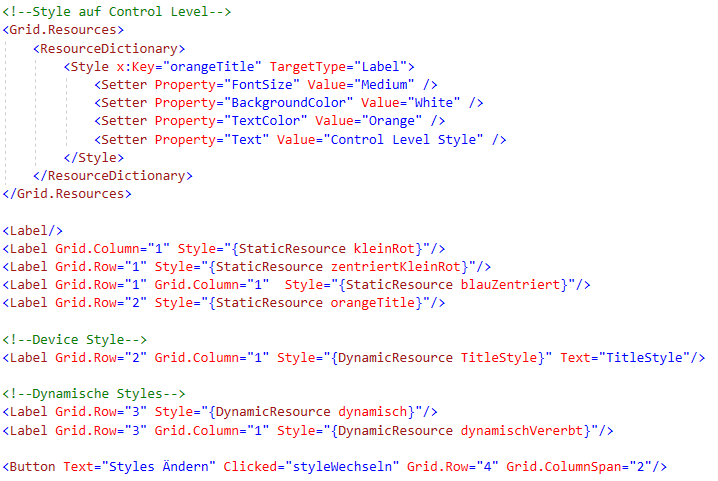 <!--Style auf Control Level-->
<Grid.Resources>
<ResourceDictionary>
<Style x:Key="orangeTitle" TargetType="Label">
<Setter Property="FontSize" Value="Medium" />
<Setter Property="BackgroundColor" Value="White" />
<Setter Property="TextColor" Value="Orange" />
<Setter Property="Text" Value="Control Level Style" />
</Style>
</ResourceDictionary>
</Grid.Resources>
<Label/>
<Label Grid.Column="1" Style="{StaticResource kleinRot}"/>
<Label Grid.Row="1" Style="{StaticResource zentriertKleinRot}"/>
<Label Grid.Row="1" Grid.Column="1"  Style="{StaticResource blauZentriert}"/>
<Label Grid.Row="2" Style="{StaticResource orangeTitle}"/>
<!--Device Style-->
<Label Grid.Row="2" Grid.Column="1" Style="{DynamicResource TitleStyle}" Text="TitleStyle"/>
<!--Dynamische Styles-->
<Label Grid.Row="3" Style="{DynamicResource dynamisch}"/>
<Label Grid.Row="3" Grid.Column="1" Style="{DynamicResource dynamischVererbt}"/>
<Button Text="Styles Ändern" Clicked="styleWechseln" Grid.Row="4" Grid.ColumnSpan="2"/>